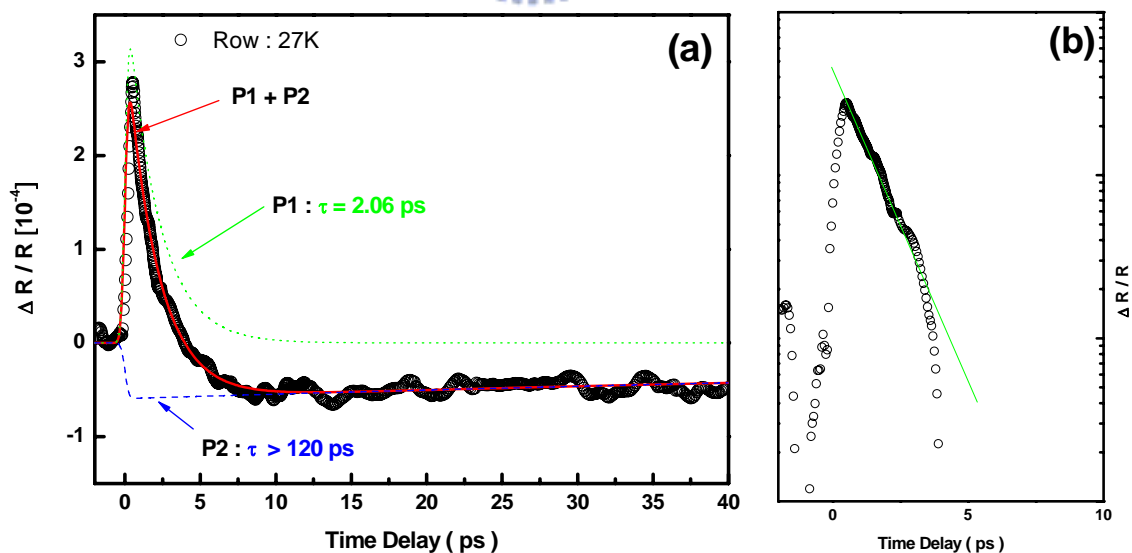 (a)
Row : 27K
P1 + P2
P1 : τ = 2.06 ps
P2 : τ > 120 ps
3
2
1
0
-1
Δ R / R [10⁻⁴]
0
5
10
15
20
25
30
35
40
Time Delay ( ps )
(b)
Δ R / R
0
5
10
Time Delay ( ps )